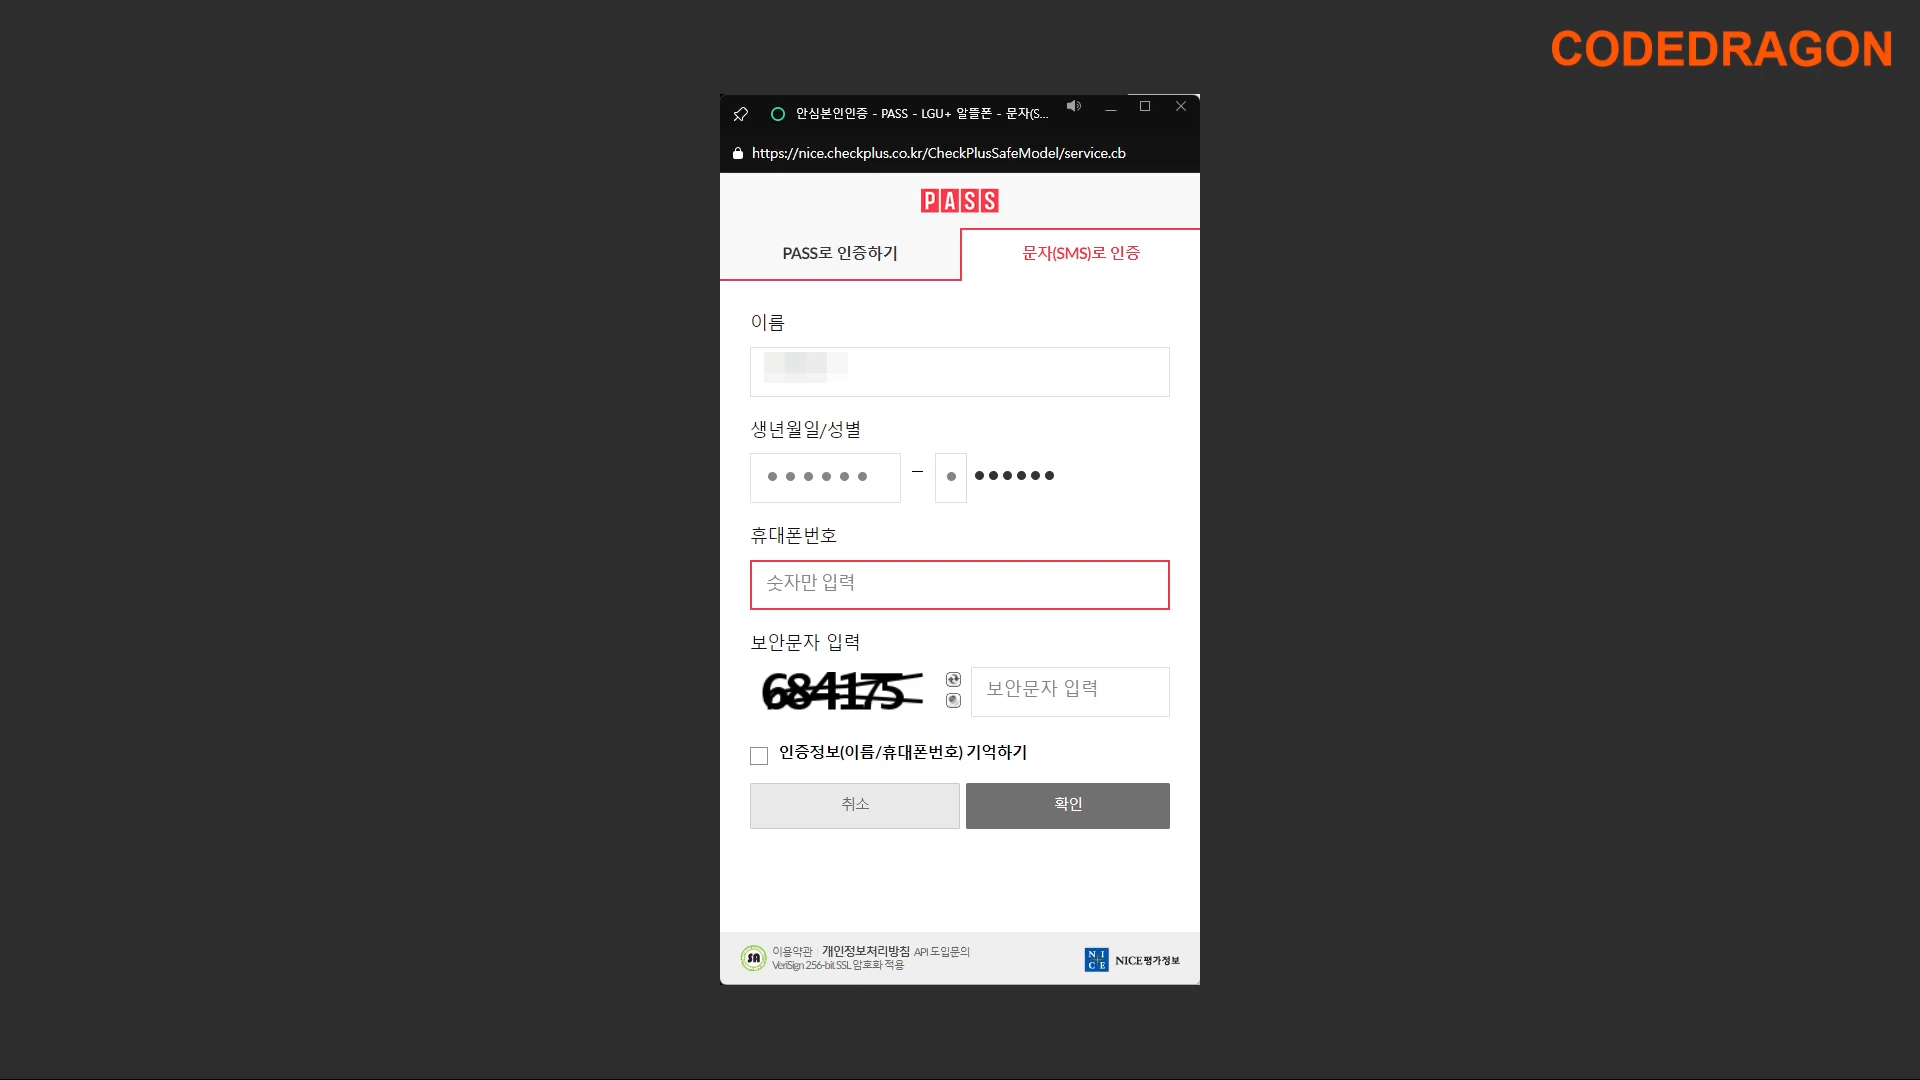 CODEDRAGON
안심본인인증 - PASS - LGU+ 알뜰폰 - 문자(S...
https://nice.checkplus.co.kr/CheckPlusSafeModel/service.cb
PASS
PASS로 인증하기
문자(SMS)로 인증
이름
생년월일/성별
휴대폰번호
숫자만 입력
보안문자 입력
684175
보안문자 입력
인증정보(이름/휴대폰번호) 기억하기
취소
확인
이용약관 개인정보처리방침 API 도입문의
VeriSign 256-bit SSL 암호화 적용
SA
NICE
NICE평가정보